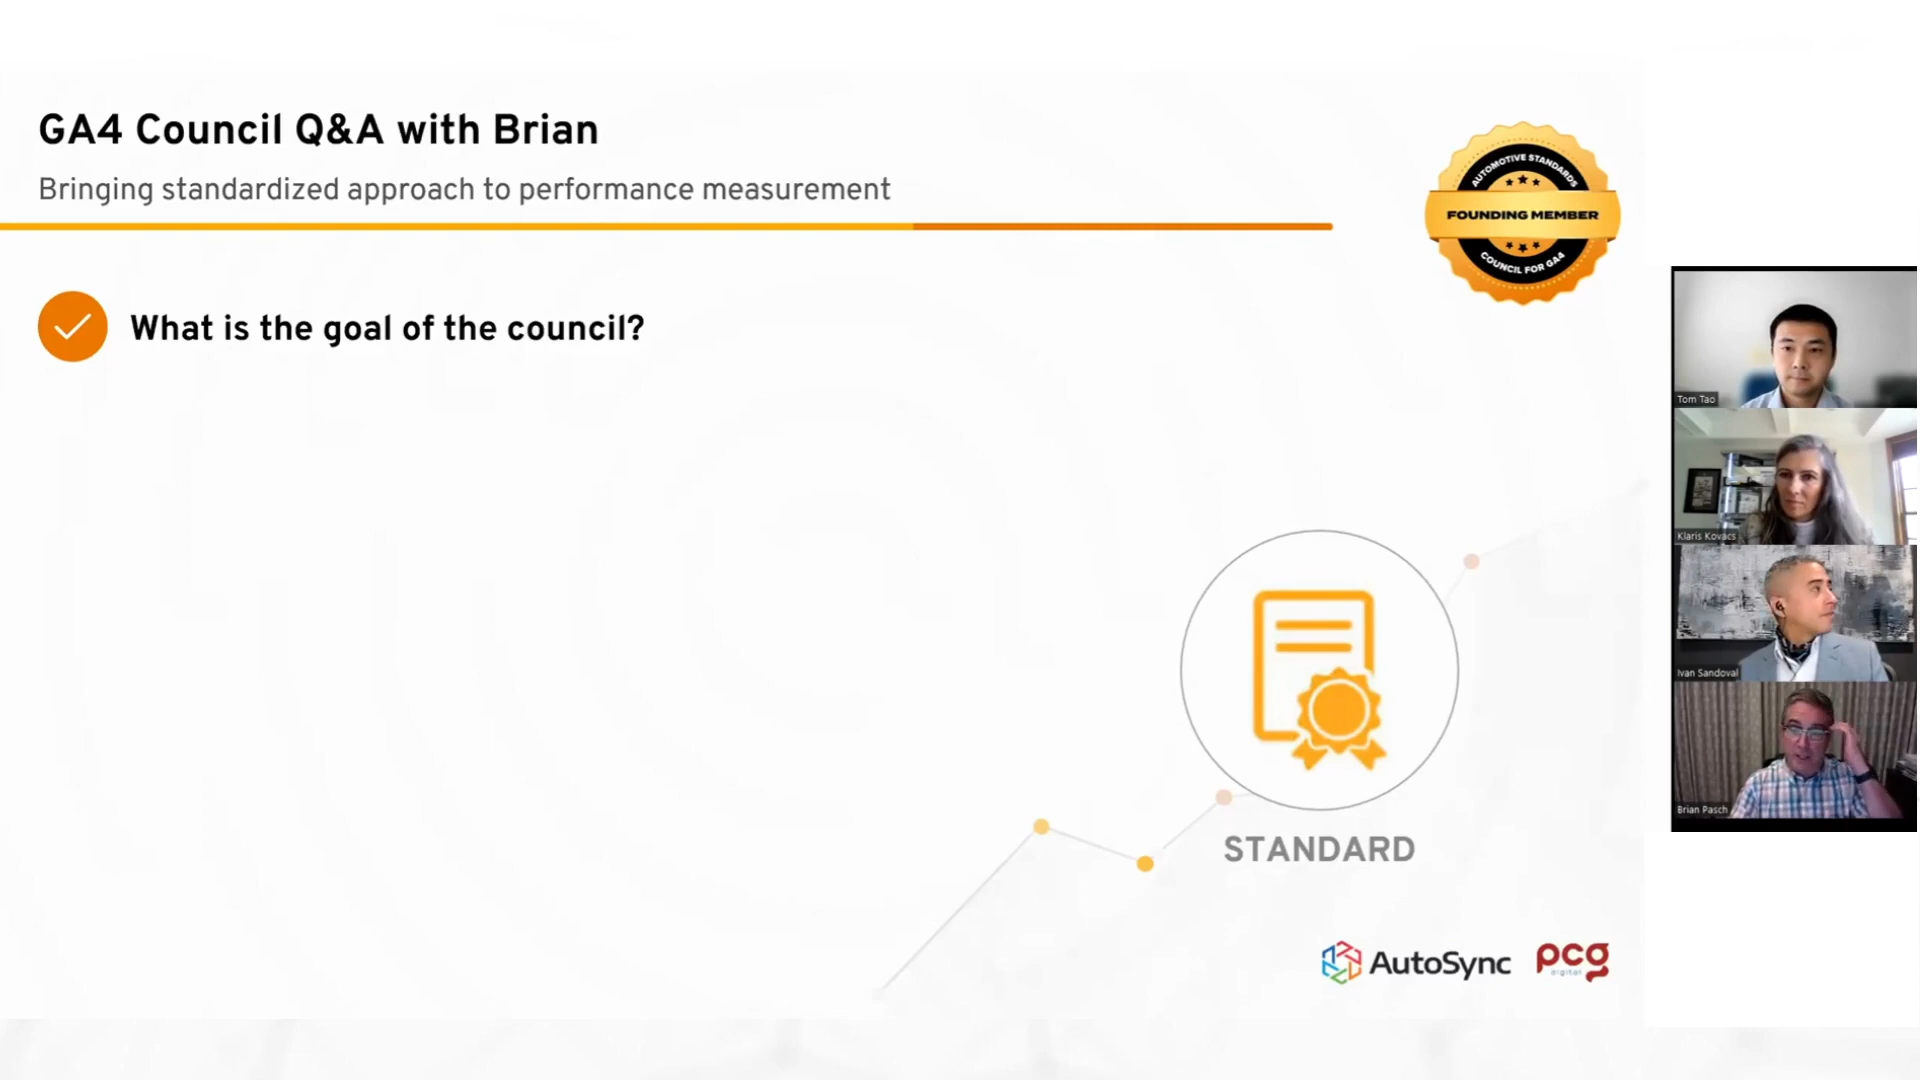 GA4 Council Q&A with Brian
Bringing standardized approach to performance measurement
AUTOMOTIVE STANDARDS
FOUNDING MEMBER
COUNCIL FOR GA4
What is the goal of the council?
Tom Tao
Klaris Kovacs
Ivan Sandoval
Brian Pasch
STANDARD
AutoSync
pcg
digital